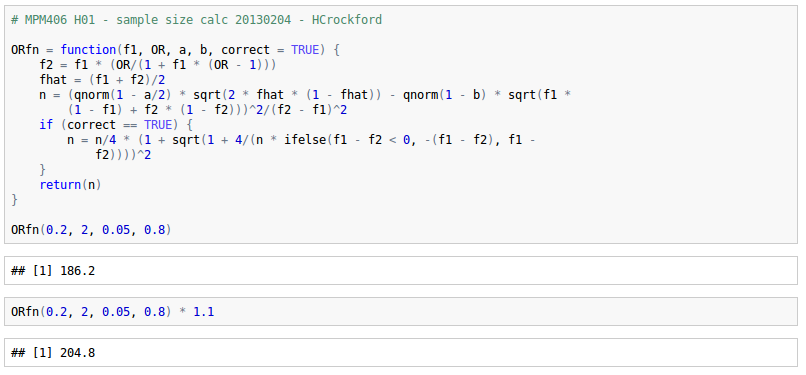 # MPM406 H01 - sample size calc 20130204 - HCrockford
ORfn = function(f1, OR, a, b, correct = TRUE) {
    f2 = f1 * (OR/(1 + f1 * (OR - 1)))
    fhat = (f1 + f2)/2
    n = (qnorm(1 - a/2) * sqrt(2 * fhat * (1 - fhat)) - qnorm(1 - b) * sqrt(f1 *
        (1 - f1) + f2 * (1 - f2)))^2/(f2 - f1)^2
    if (correct == TRUE) {
        n = n/4 * (1 + sqrt(1 + 4/(n * ifelse(f1 - f2 < 0, -(f1 - f2), f1 -
            f2))))^2
    }
    return(n)
}
ORfn(0.2, 2, 0.05, 0.8)
## [1] 186.2
ORfn(0.2, 2, 0.05, 0.8) * 1.1
## [1] 204.8